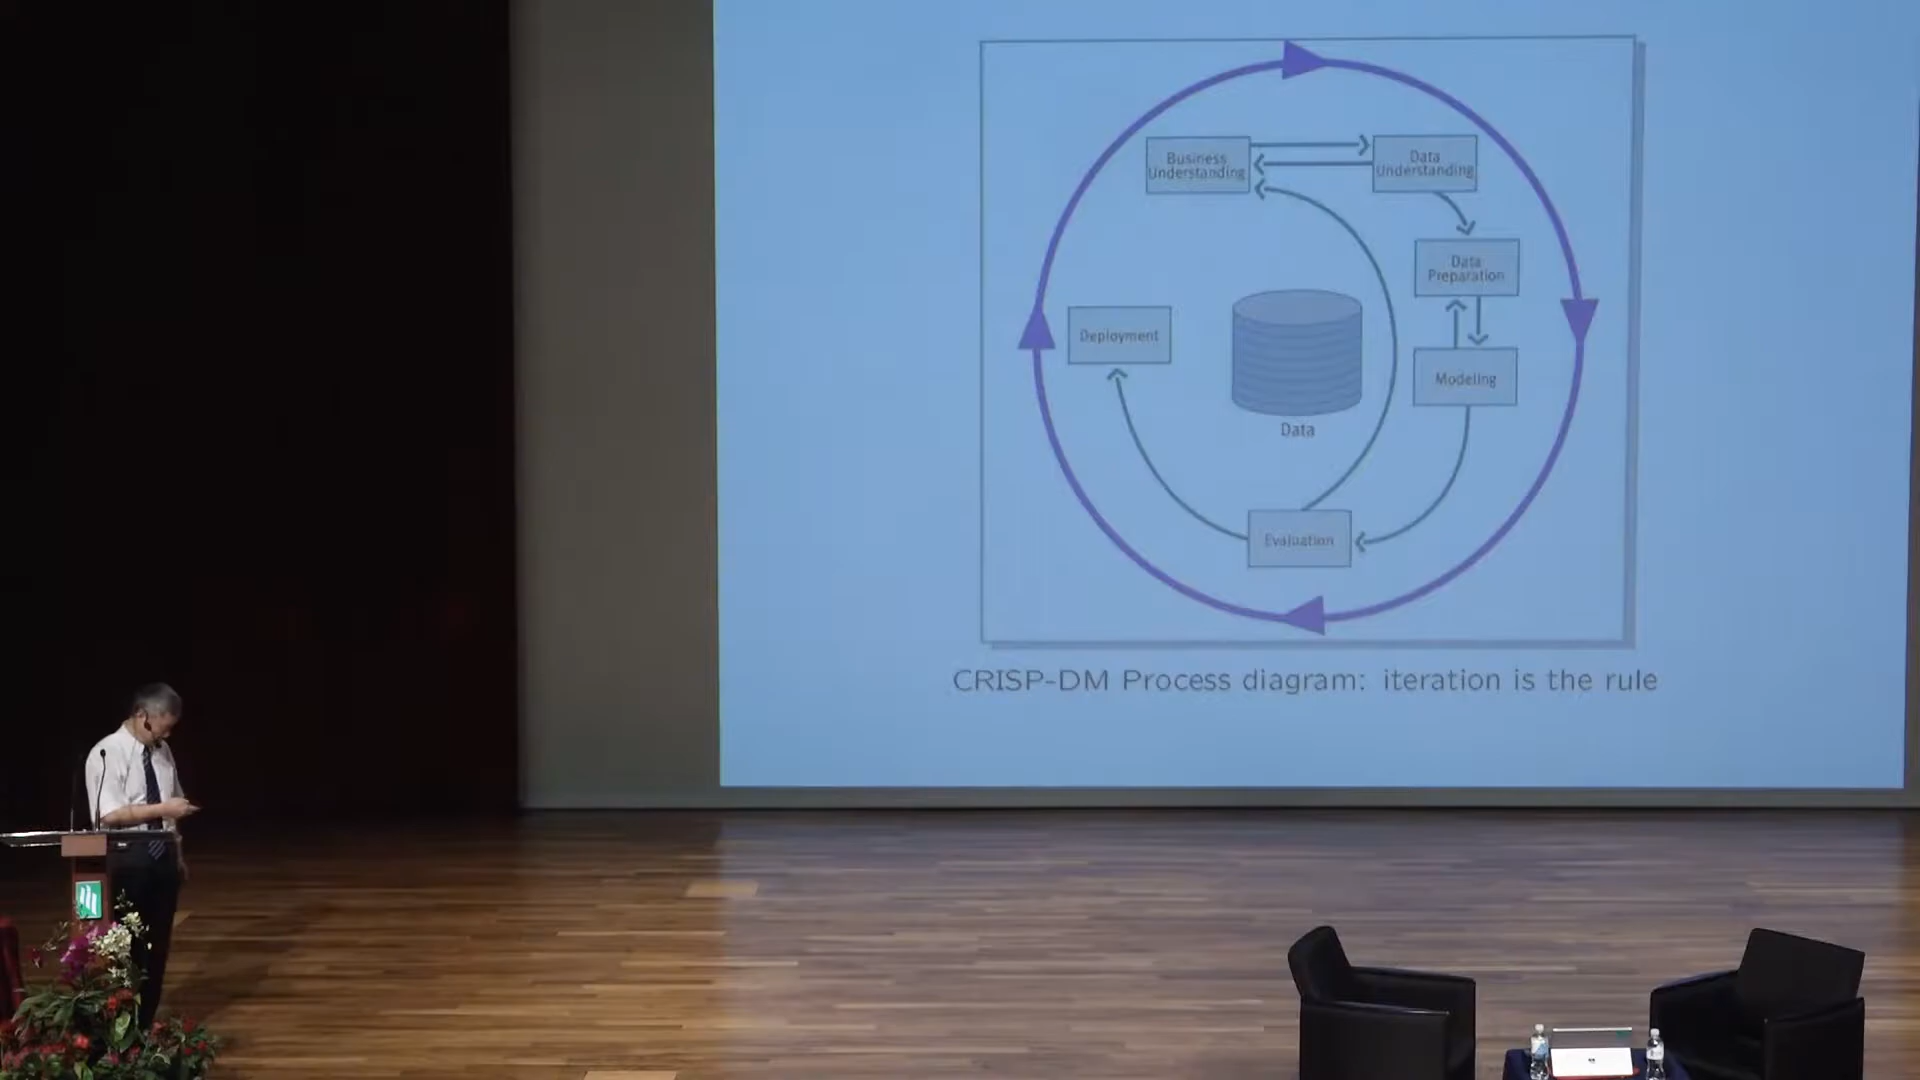 Business
Understanding
Data
Understanding
Data
Preparation
Deployment
Modeling
Data
Evaluation
CRISP-DM Process diagram: iteration is the rule